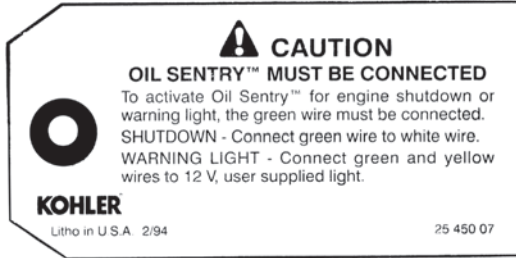 CAUTION
OIL SENTRY™ MUST BE CONNECTED
To activate Oil Sentry™ for engine shutdown or
warning light, the green wire must be connected.
SHUTDOWN - Connect green wire to white wire.
WARNING LIGHT - Connect green and yellow
wires to 12 V, user supplied light.
KOHLER
Litho in U.S.A. 2/94
25 450 07